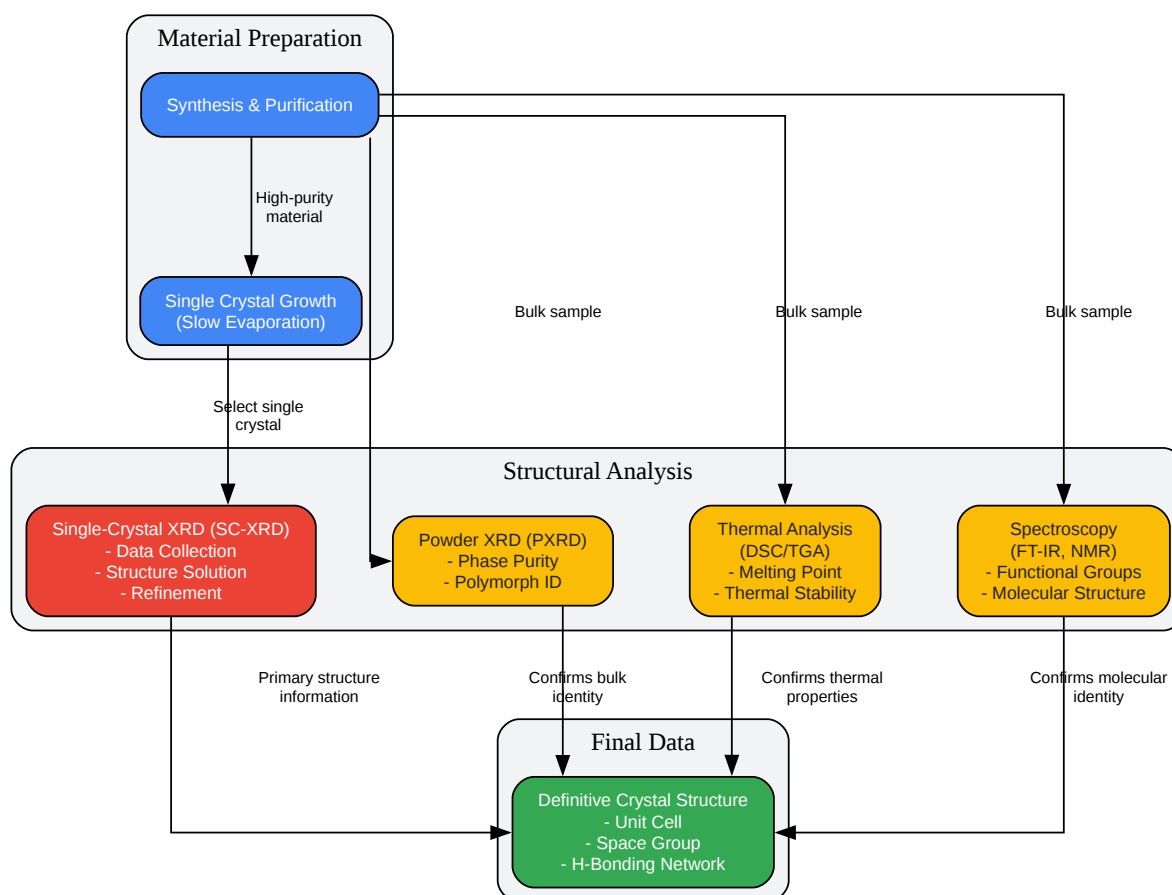 Material Preparation
Synthesis & Purification
High-purity
material
Single Crystal Growth
(Slow Evaporation)
Bulk sample
Bulk sample
Bulk sample
Select single
crystal
Structural Analysis
Single-Crystal XRD (SC-XRD)
- Data Collection
- Structure Solution
- Refinement
Powder XRD (PXRD)
- Phase Purity
- Polymorph ID
Thermal Analysis
(DSC/TGA)
- Melting Point
- Thermal Stability
Spectroscopy
(FT-IR, NMR)
- Functional Groups
- Molecular Structure
Primary structure
information
Confirms bulk
identity
Confirms thermal
properties
Confirms molecular
identity
Final Data
Definitive Crystal Structure
- Unit Cell
- Space Group
- H-Bonding Network